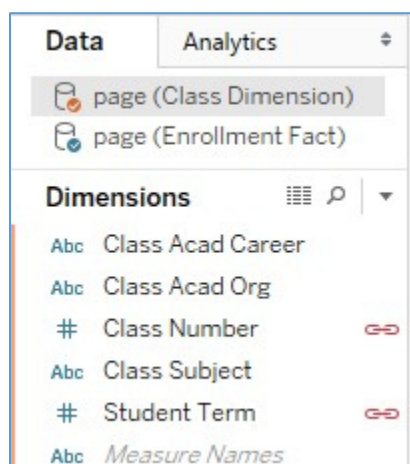 Data Analytics
page (Class Dimension)
page (Enrollment Fact)
Dimensions
Abc Class Acad Career
Abc Class Acad Org
# Class Number
Abc Class Subject
# Student Term
Abc Measure Names